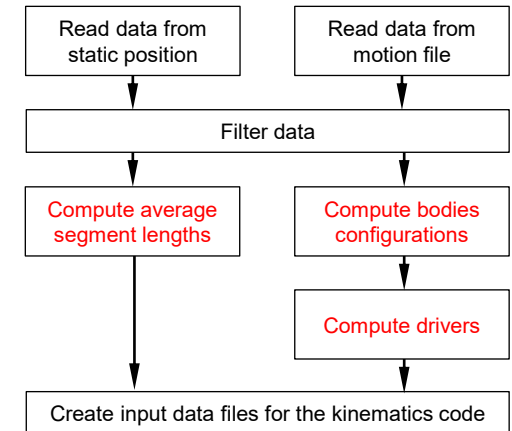 Read data from
static position
Read data from
motion file
Filter data
Compute average
segment lengths
Compute bodies
configurations
Compute drivers
Create input data files for the kinematics code